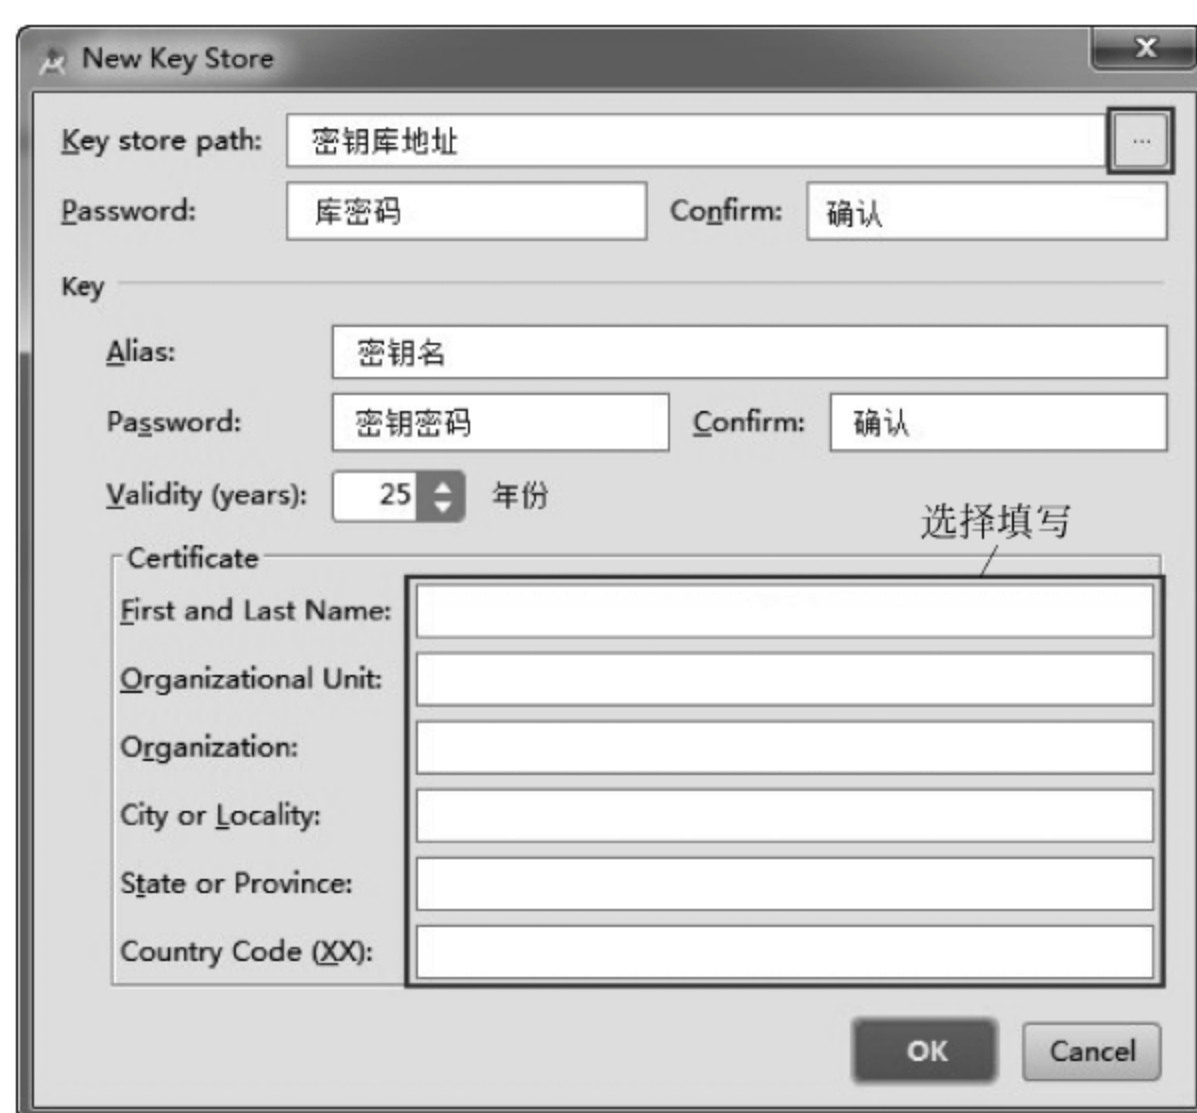 New Key Store
Key store path: 密钥库地址 ...
Password: 库密码 Confirm: 确认
Key
Alias: 密钥名
Password: 密钥密码 Confirm: 确认
Validity (years): 25 年份
选择填写
Certificate
First and Last Name:
Organizational Unit:
Organization:
City or Locality:
State or Province:
Country Code (XX):
OK Cancel